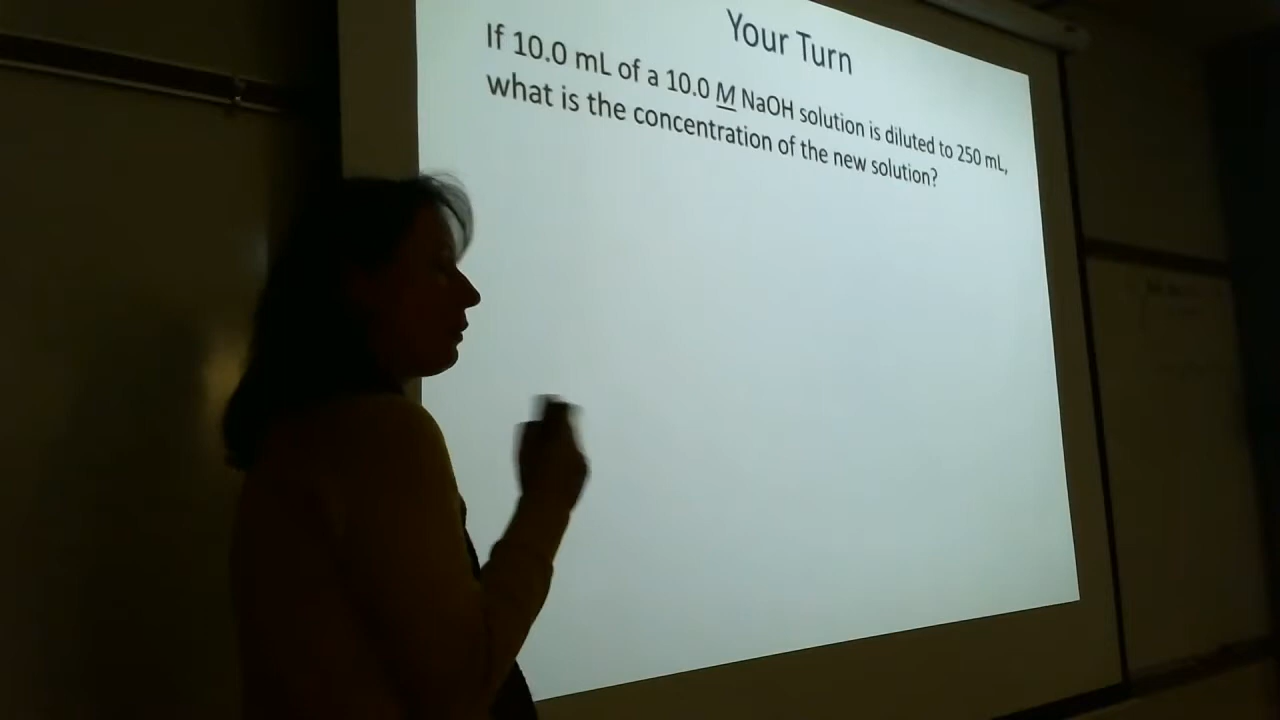 Your Turn
If 10.0 mL of a 10.0 M NaOH solution is diluted to 250 mL,
what is the concentration of the new solution?